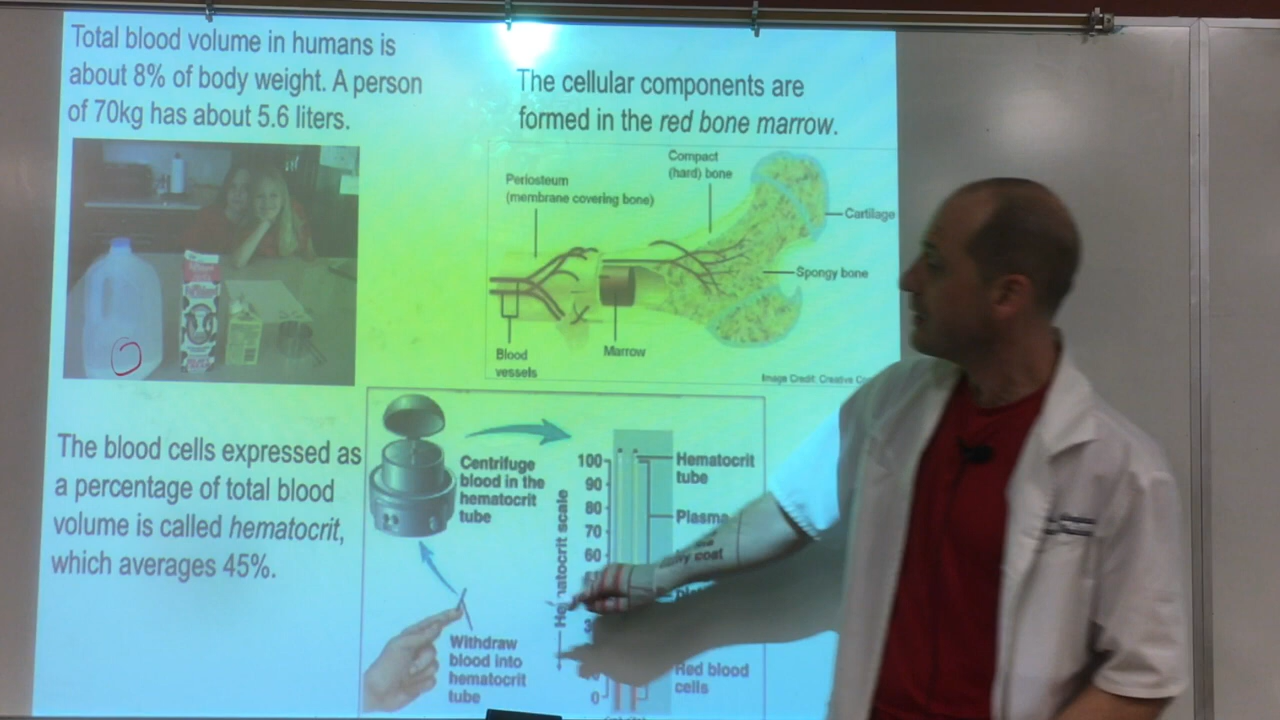 Total blood volume in humans is
about 8% of body weight. A person
of 70kg has about 5.6 liters.
The cellular components are
formed in the red bone marrow.
Compact
(hard) bone
Periosteum
(membrane covering bone)
Cartilage
Spongy bone
Blood
vessels
Marrow
Image Credit: Creative
The blood cells expressed as
a percentage of total blood
volume is called hematocrit,
which averages 45%.
Centrifuge
blood in the
hematocrit
tube
Withdraw
blood into
hematocrit
tube
Hematocrit scale
100
90
80
70
60
0
Hematocrit
tube
Plasma
coat
Red blood
cells